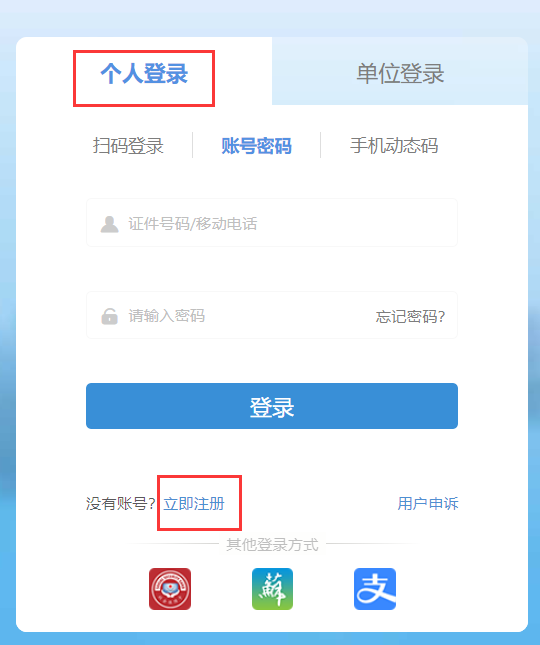 个人登录 单位登录
扫码登录 账号密码 手机动态码
证件号码/移动电话
请输入密码 忘记密码?
登录
没有账号? 立即注册 用户申诉
其他登录方式
蘇 支